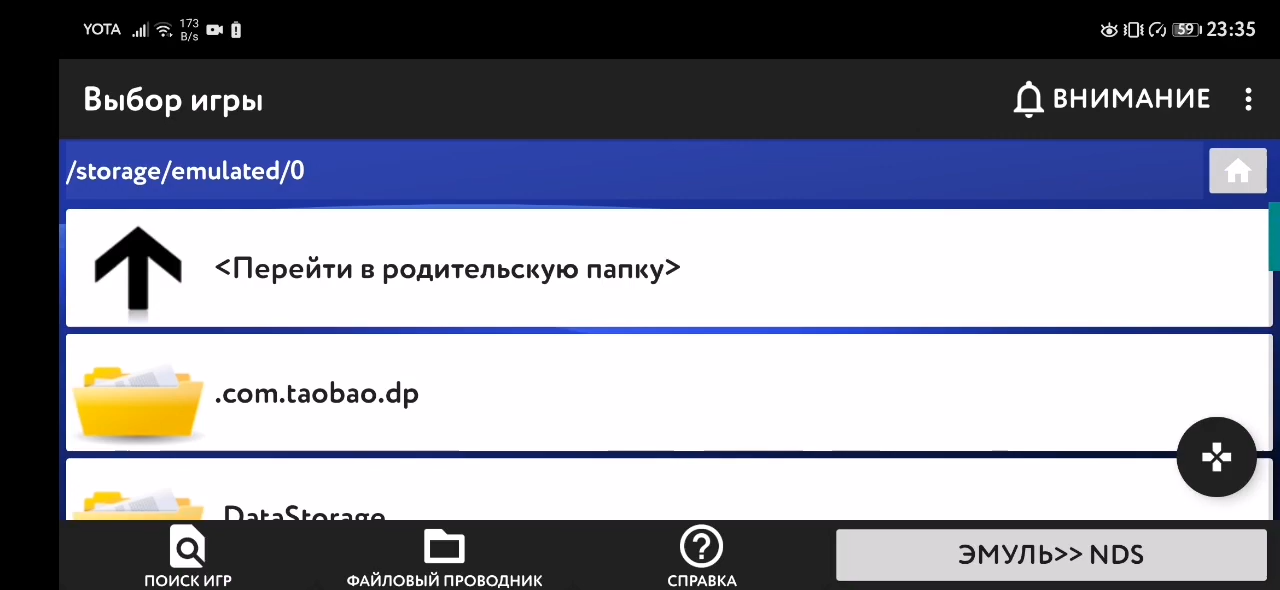 YOTA 173 B/s 59 23:35
Выбор игры ВНИМАНИЕ
/storage/emulated/0
<Перейти в родительскую папку>
.com.taobao.dp
DataStorage
ПОИСК ИГР ФАЙЛОВЫЙ ПРОВОДНИК СПРАВКА ЭМУЛЬ>> NDS